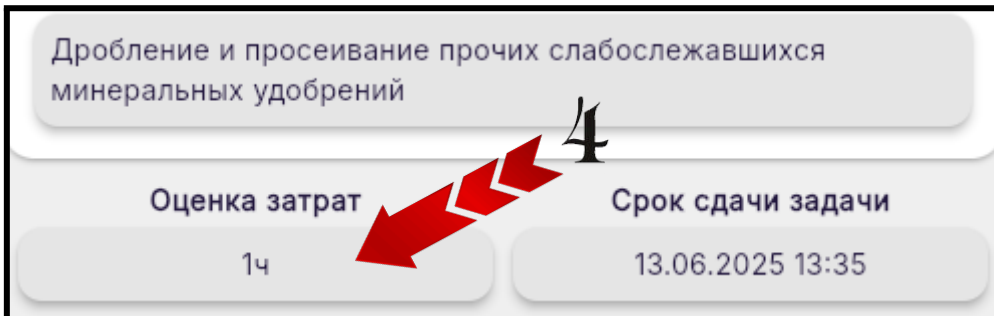 Дробление и просеивание прочих слабослежавшихся
минеральных удобрений
4
Оценка затрат
Срок сдачи задачи
1ч
13.06.2025 13:35